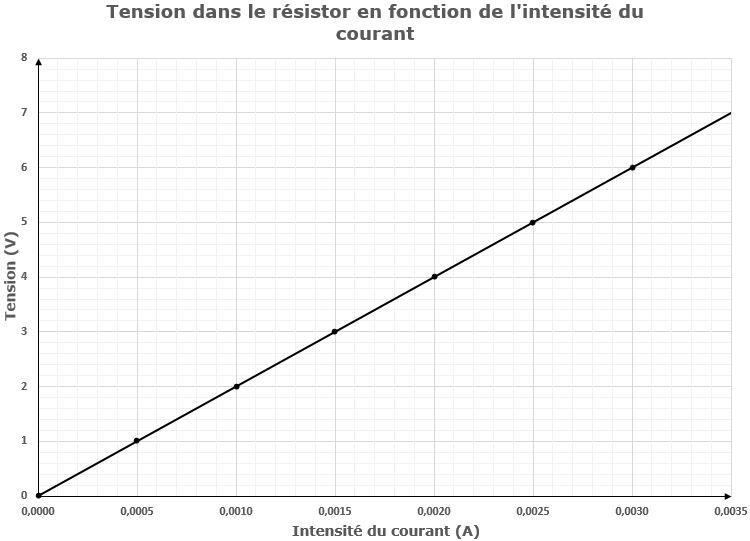 Tension dans le résistor en fonction de l'intensité du
courant
8
7
6
5
4
3
2
1
0
Tension (V)
0,0000 0,0005 0,0010 0,0015 0,0020 0,0025 0,0030 0,0035
Intensité du courant (A)